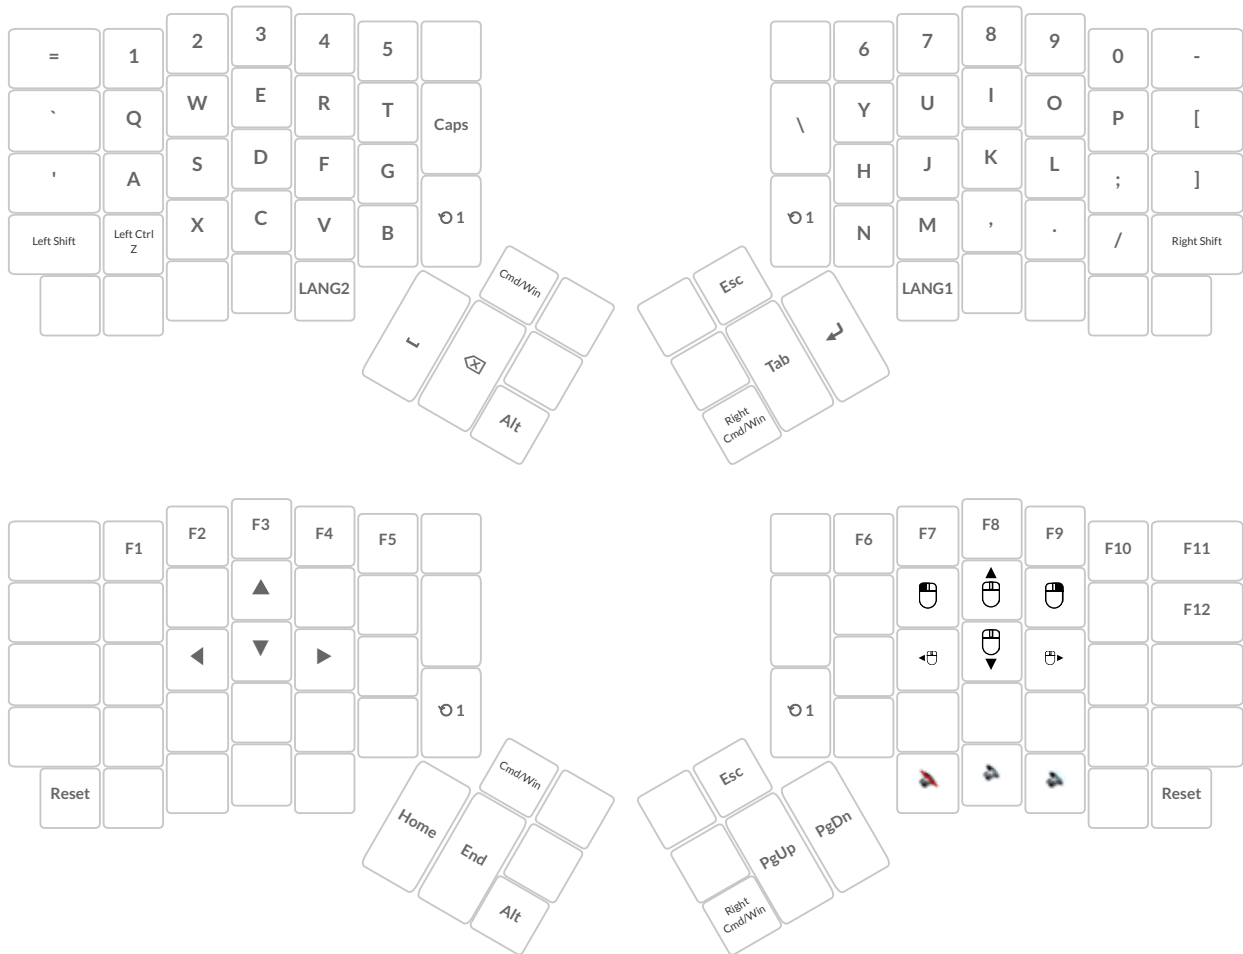 = 1 2 3 4 5
6 7 8 9 0 -
` Q W E R T Caps
\ Y U I O P [
' A S D F G
H J K L ; ]
Left Shift
Left Ctrl
Z
X C V B 1
1 N M , . /
Right Shift
LANG2
LANG1
Cmd/Win
Alt
Esc
Tab
Right
Cmd/Win
F1 F2 F3 F4 F5
F6 F7 F8 F9 F10 F11
F12
1
1
Reset
Reset
Cmd/Win
Home
End
Alt
Esc
PgUp
PgDn
Right
Cmd/Win